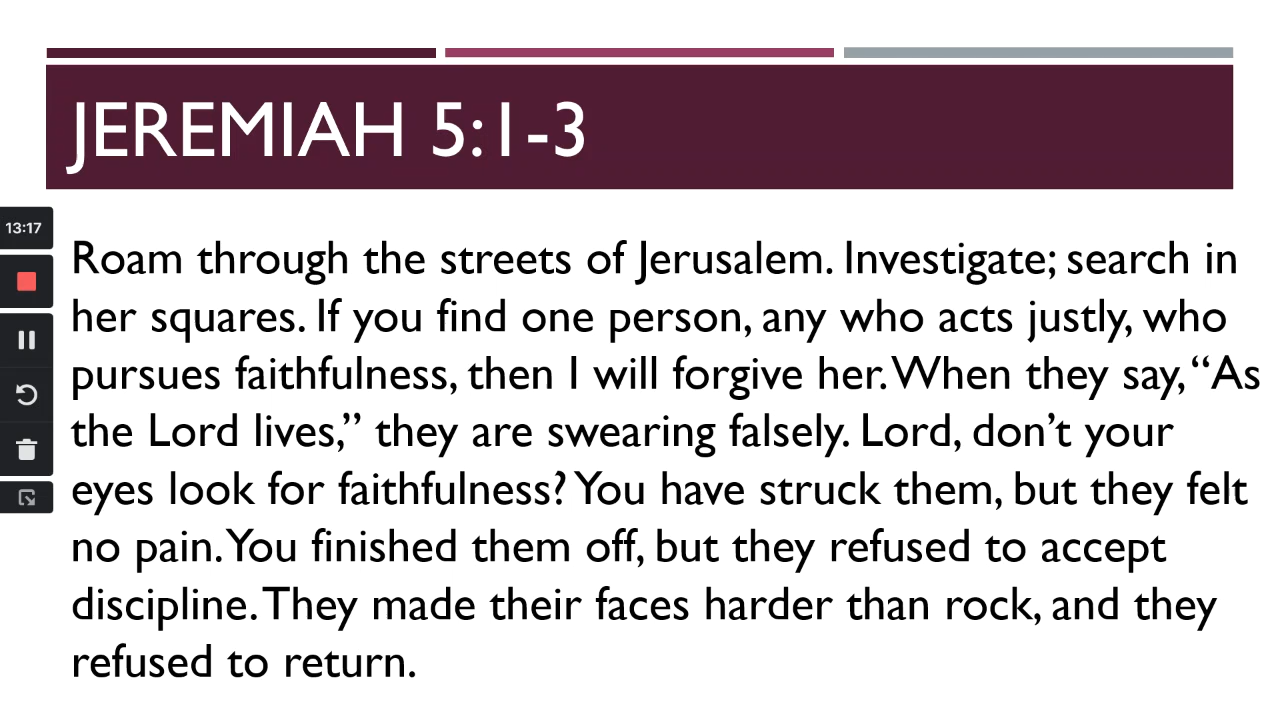 JEREMIAH 5:1-3
13:17
Roam through the streets of Jerusalem. Investigate; search in
her squares. If you find one person, any who acts justly, who
pursues faithfulness, then I will forgive her. When they say, “As
the Lord lives,” they are swearing falsely. Lord, don’t your
eyes look for faithfulness? You have struck them, but they felt
no pain. You finished them off, but they refused to accept
discipline. They made their faces harder than rock, and they
refused to return.